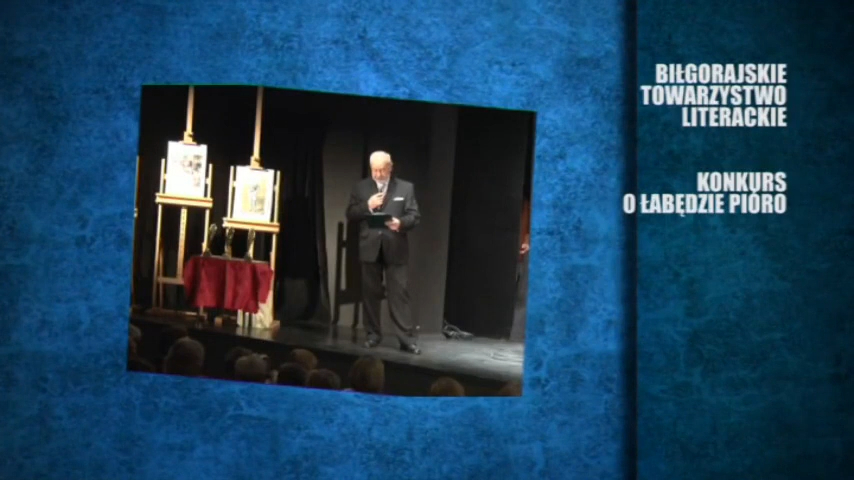 BIŁGORAJSKIE
TOWARZYSTWO
LITERACKIE
KONKURS
O ŁABĘDZIE PIÓRO